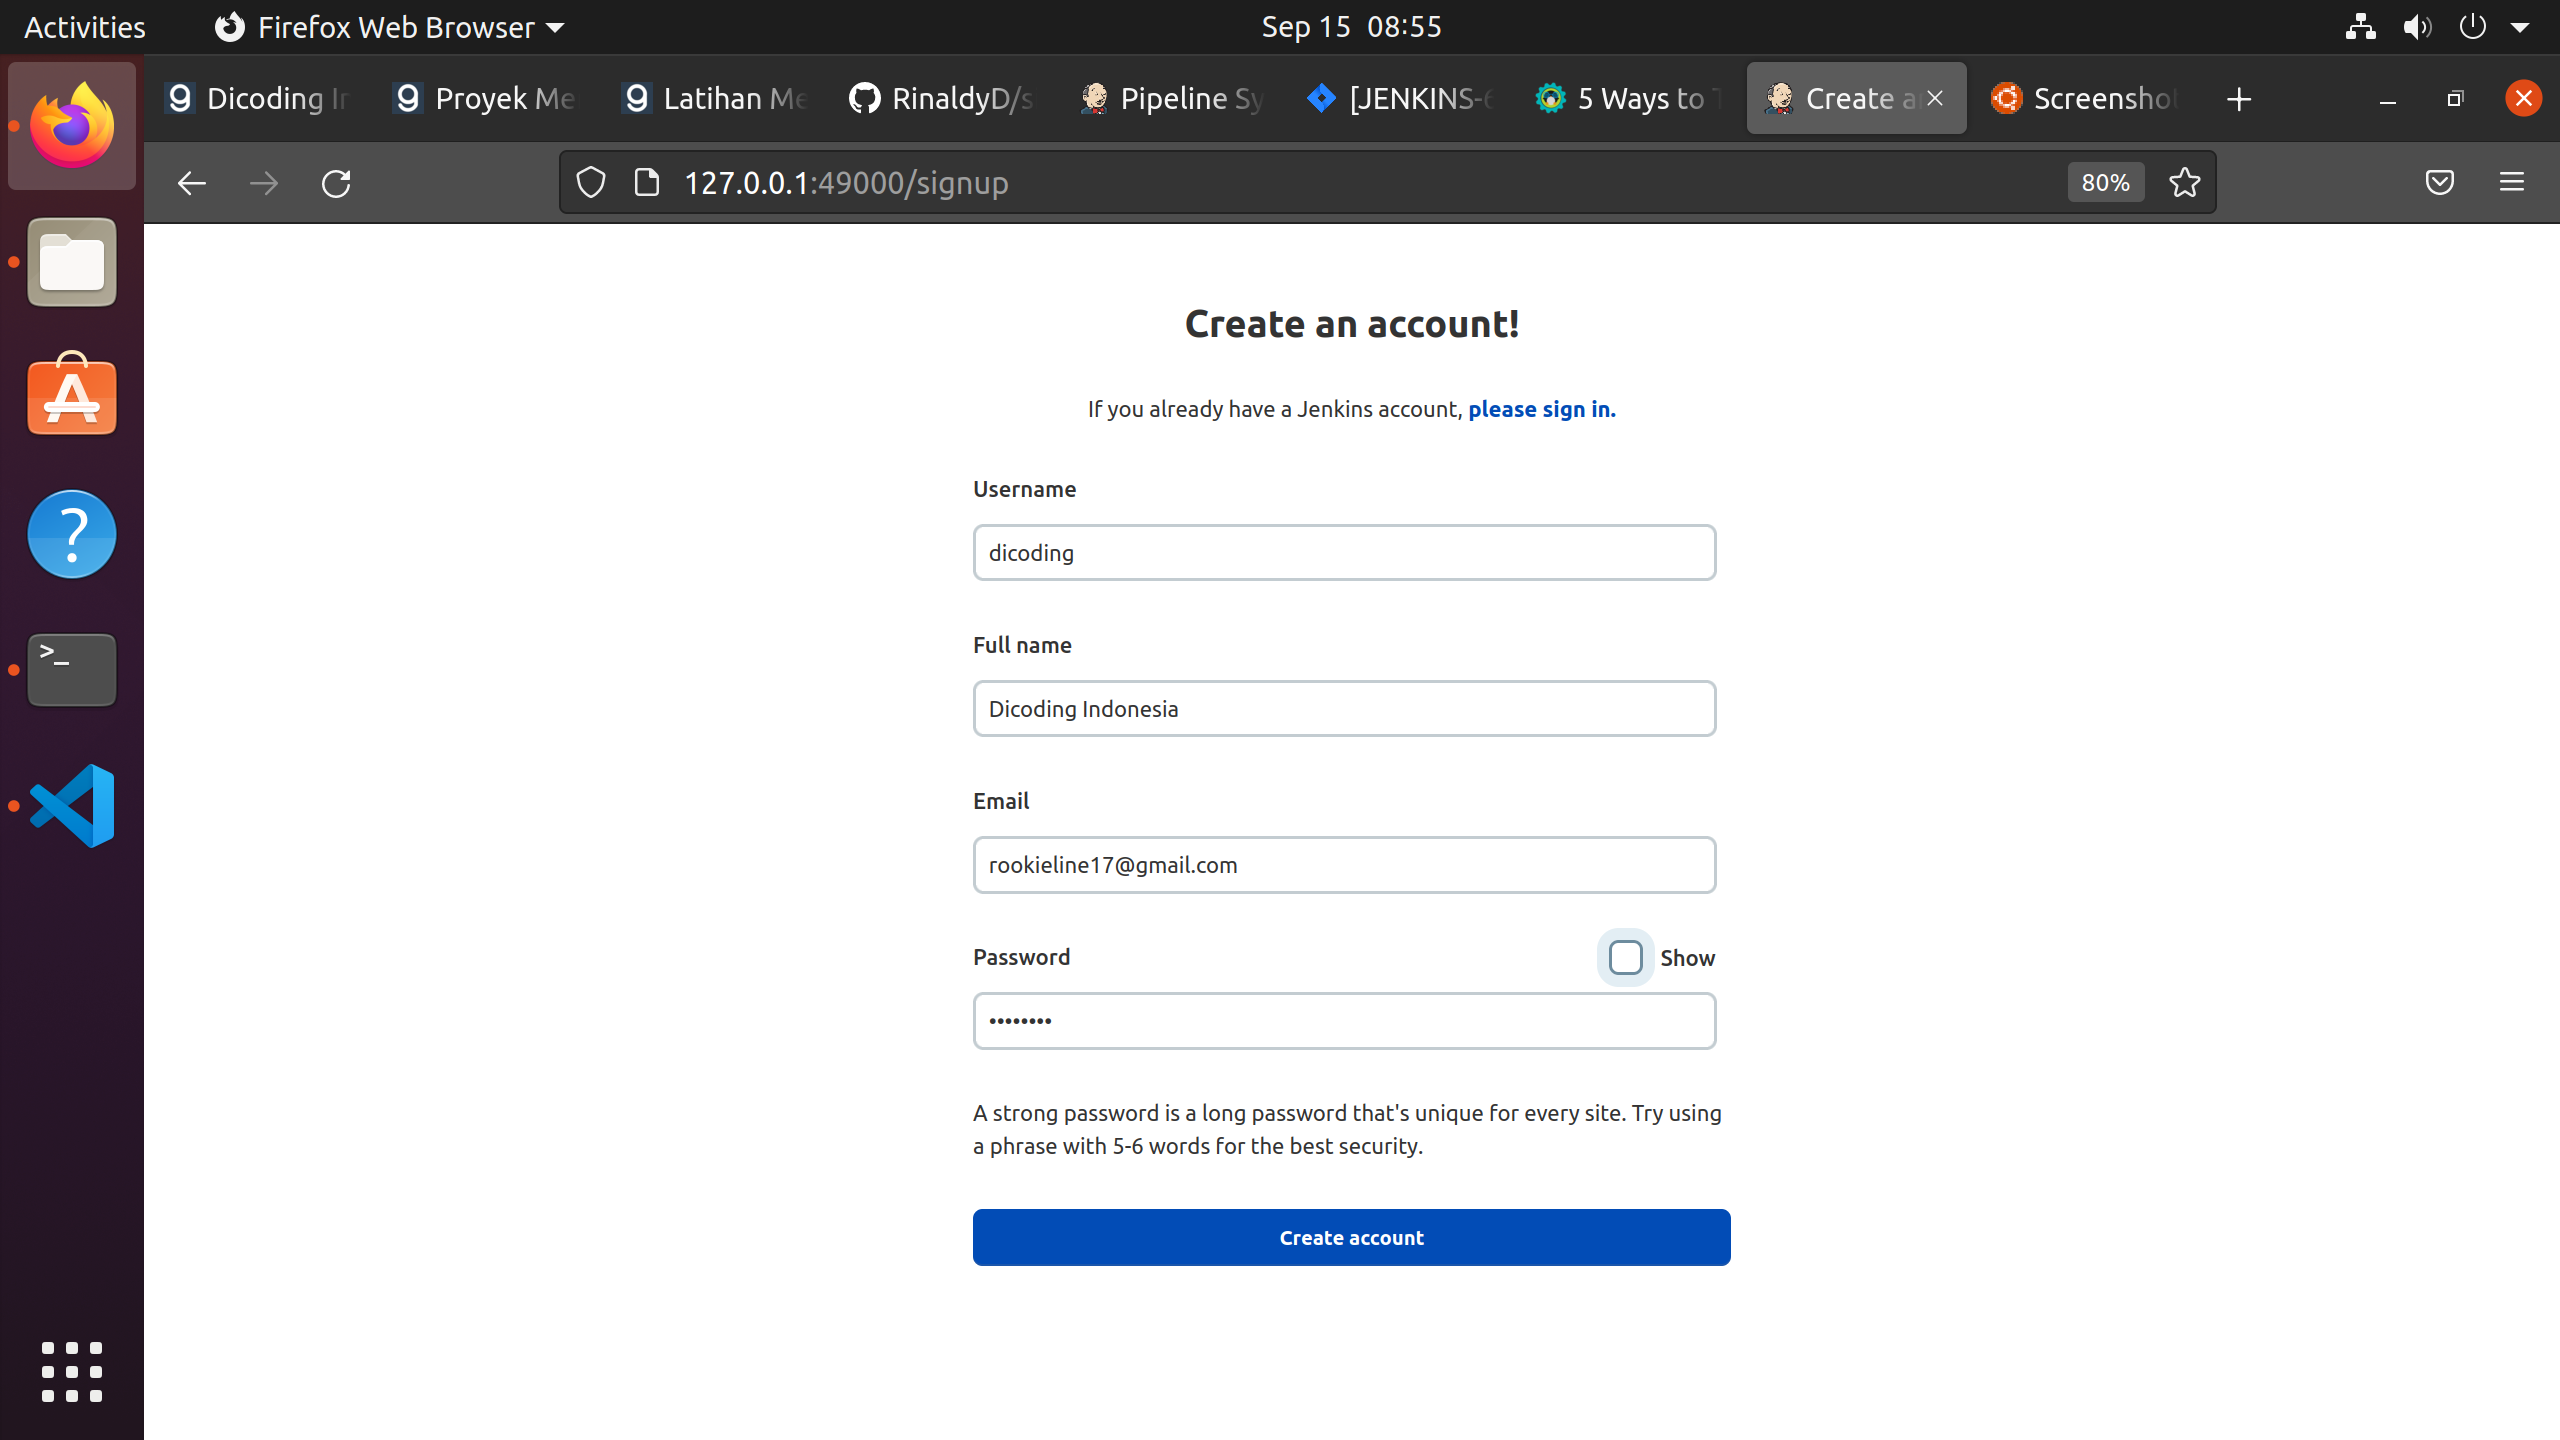 Activities Firefox Web Browser Sep 15 08:55
Dicoding Proyek Me Latihan Me RinaldyD/s Pipeline Sy [JENKINS- 5 Ways to Create a Screenshot
127.0.0.1:49000/signup 80%
Create an account!
If you already have a Jenkins account, please sign in.
Username
dicoding
Full name
Dicoding Indonesia
Email
rookieline17@gmail.com
Password Show
••••••••
A strong password is a long password that's unique for every site. Try using
a phrase with 5-6 words for the best security.
Create account